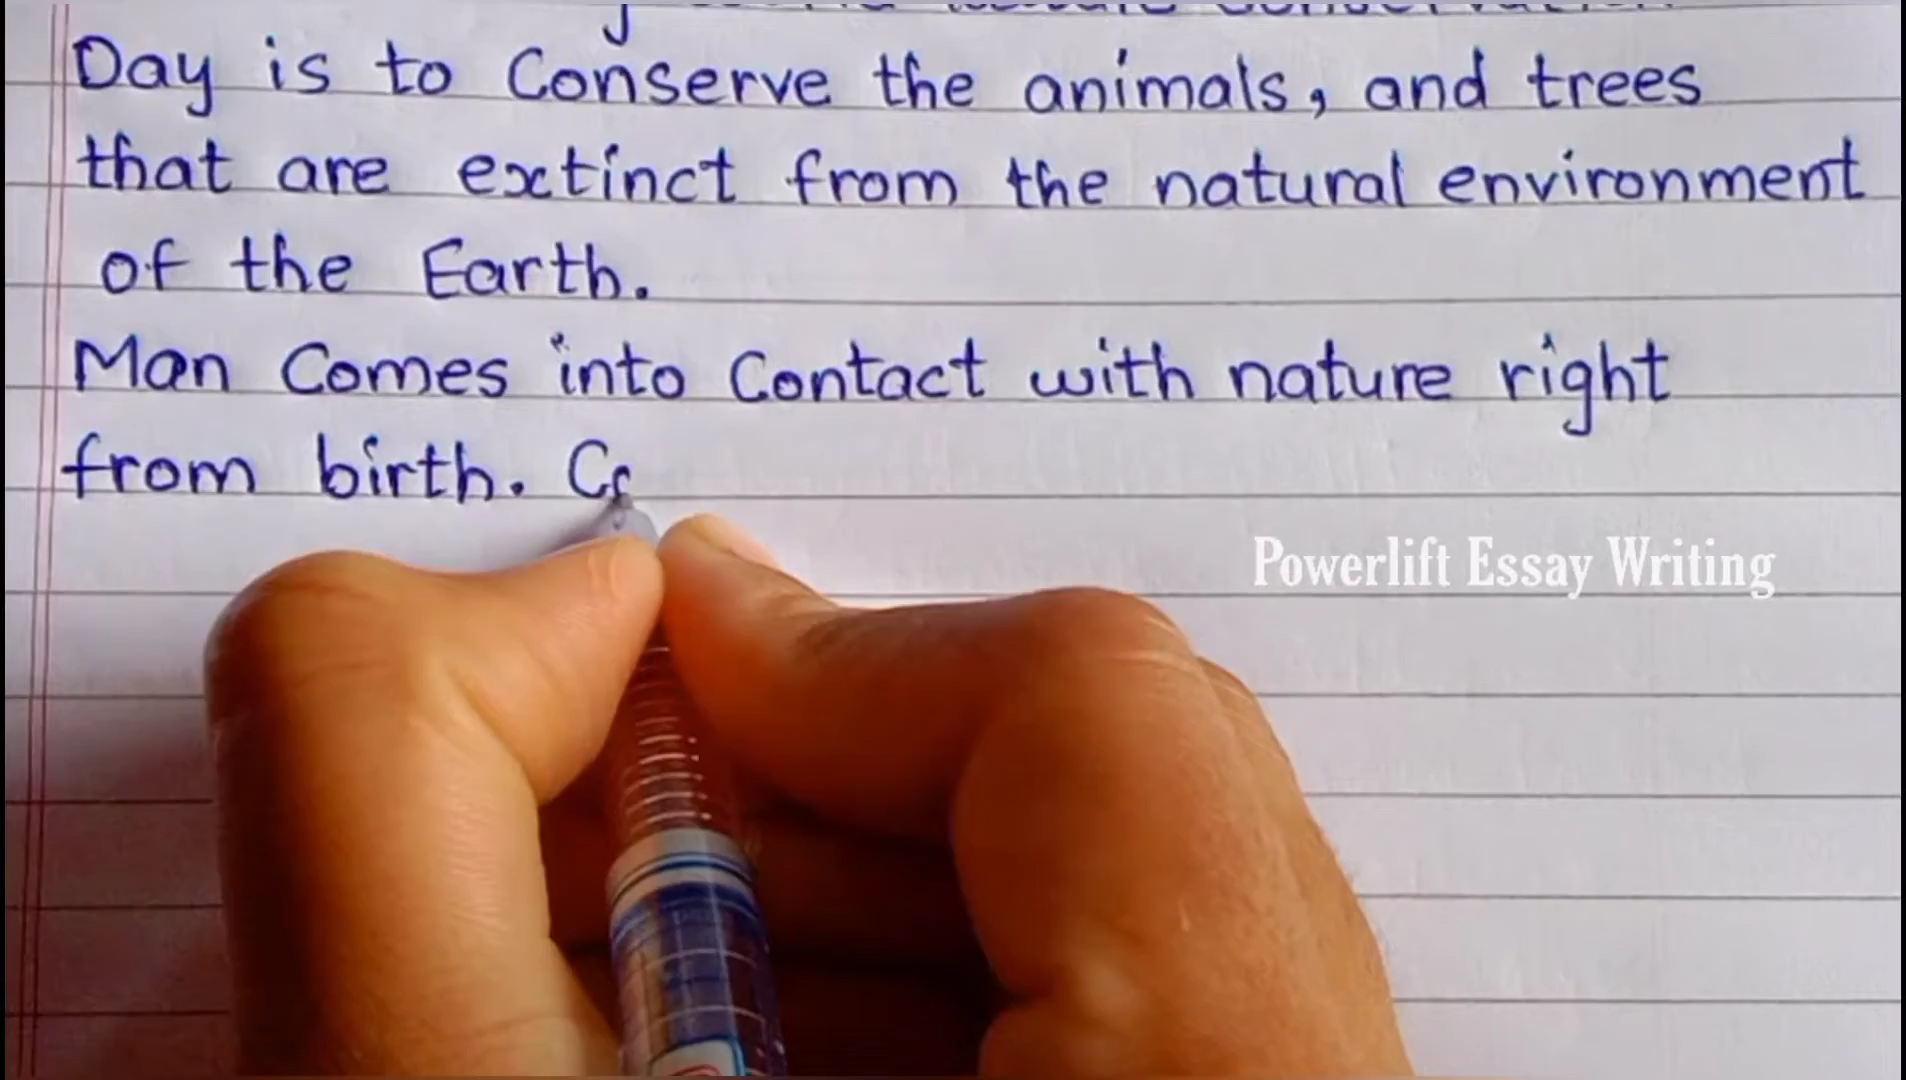 Day is to Conserve the animals, and trees
that are extinct from the natural environment
of the Earth.
Man Comes into Contact with nature right
from birth.
Powerlift Essay Writing